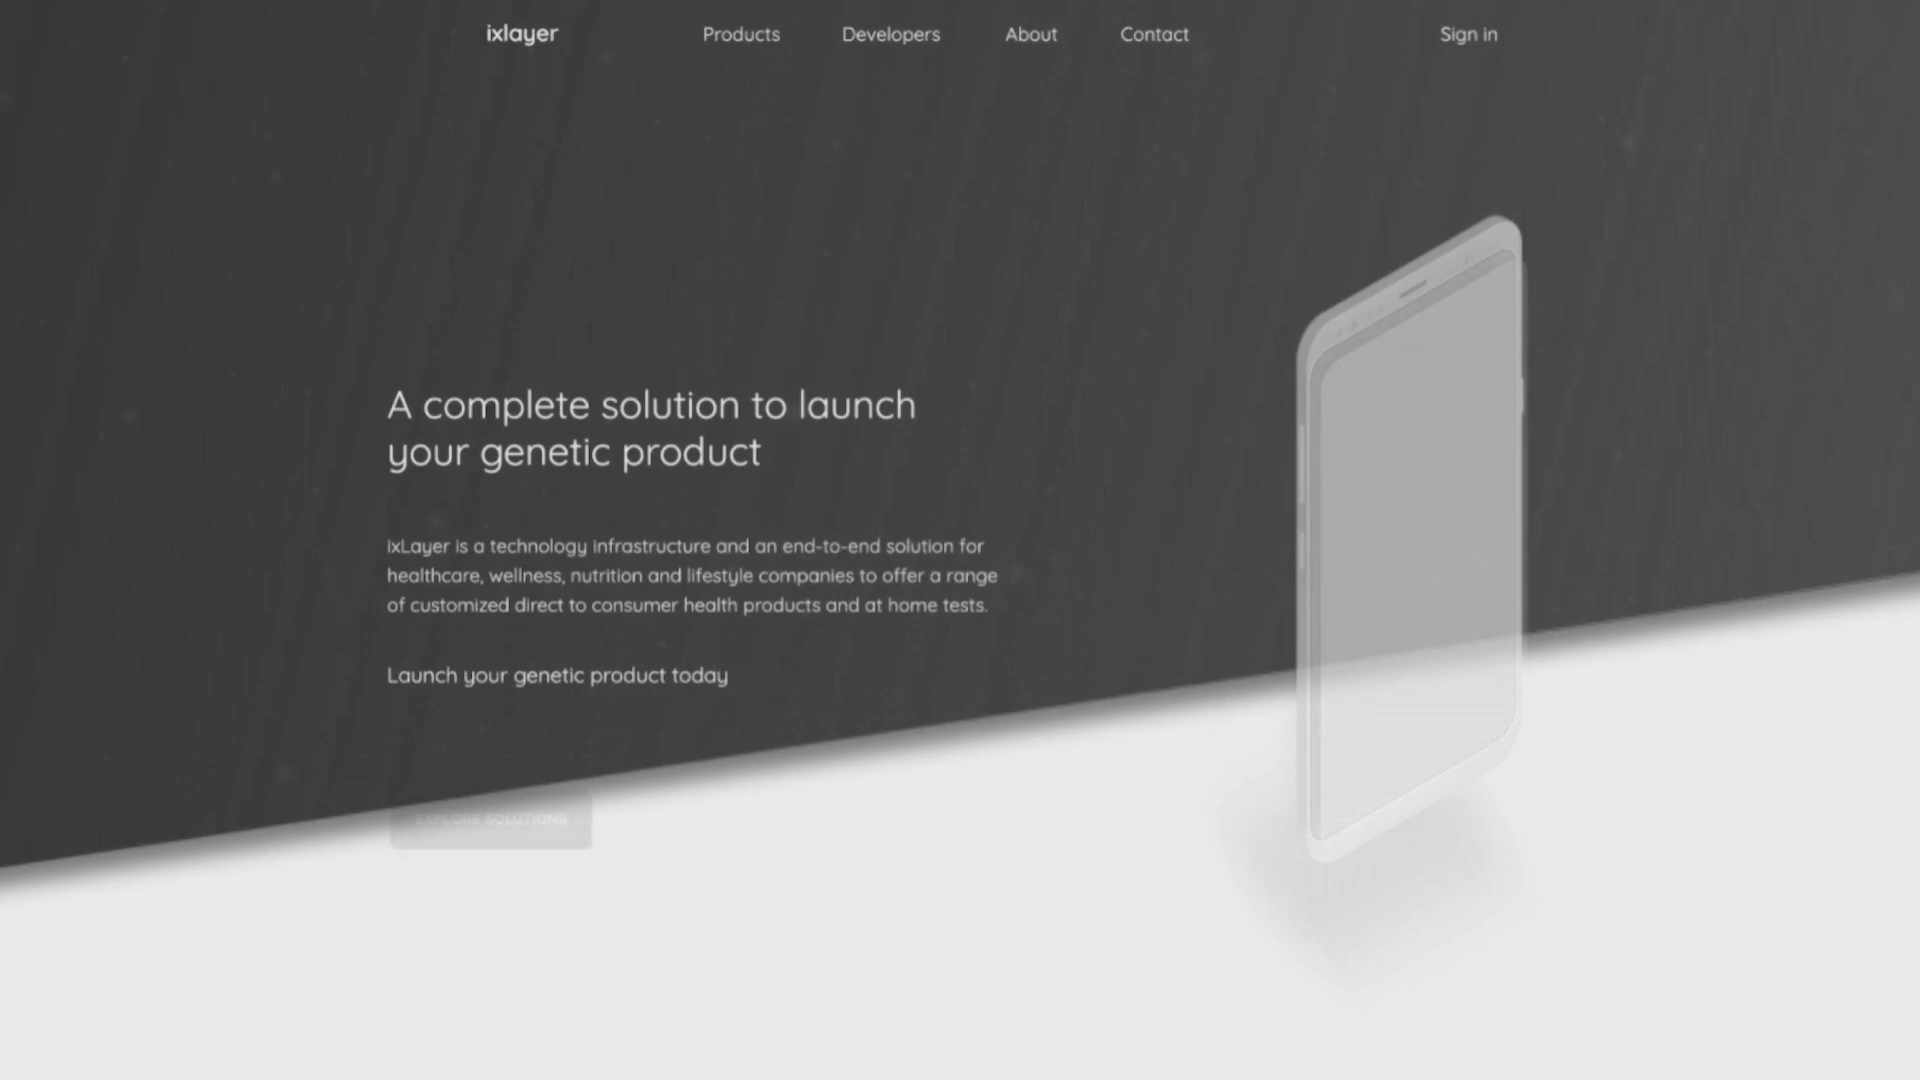 ixlayer
Products
Developers
About
Contact
Sign in
A complete solution to launch
your genetic product
ixLayer is a technology infrastructure and an end-to-end solution for
healthcare, wellness, nutrition and lifestyle companies to offer a range
of customized direct to consumer health products and at home tests.
Launch your genetic product today
EXPLORE SOLUTIONS